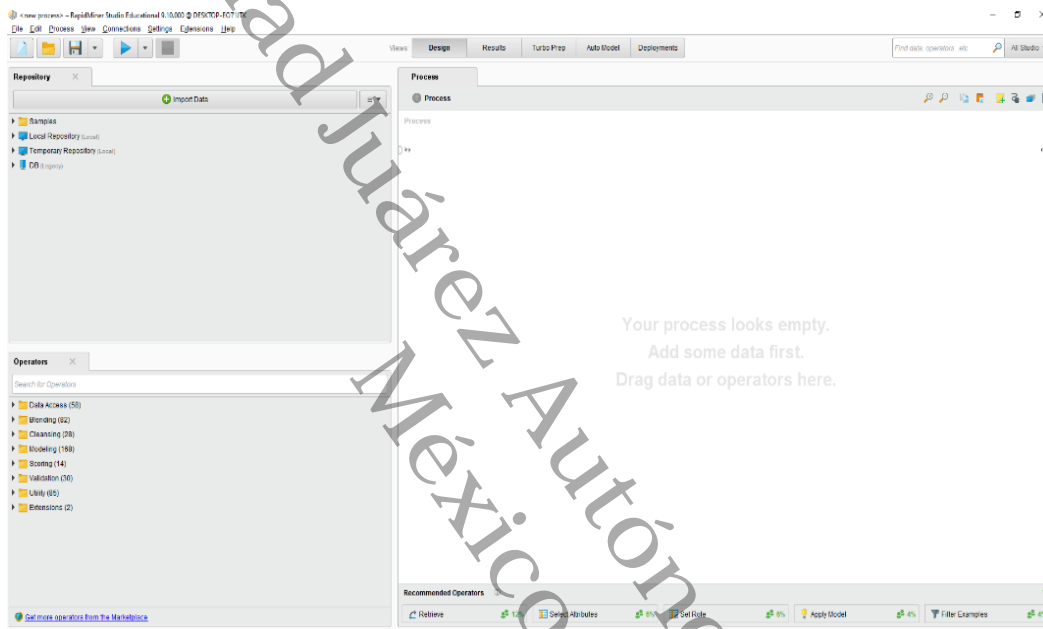 <new process> – RapidMiner Studio Educational 9.10.000 @ DESKTOP-EGT1UTK
File Edit Process View Connections Settings Extensions Help
Views Design Results Turbo Prep Auto Model Deployments
Find data, operators...etc
All Studio
Repository
Import Data
Samples
Local Repository (Local)
Temporary Repository (Local)
DB (Legacy)
Process
Process
Process
Your process looks empty.
Add some data first.
Drag data or operators here.
Operators
Search for Operators
Data Access (58)
Blending (82)
Cleansing (28)
Modeling (168)
Scoring (14)
Validation (30)
Utility (85)
Extensions (2)
Get more operators from the Marketplace
Recommended Operators
Retrieve
Select Attributes
Set Role 6%
Apply Model 4%
Filter Examples
Juárez
México